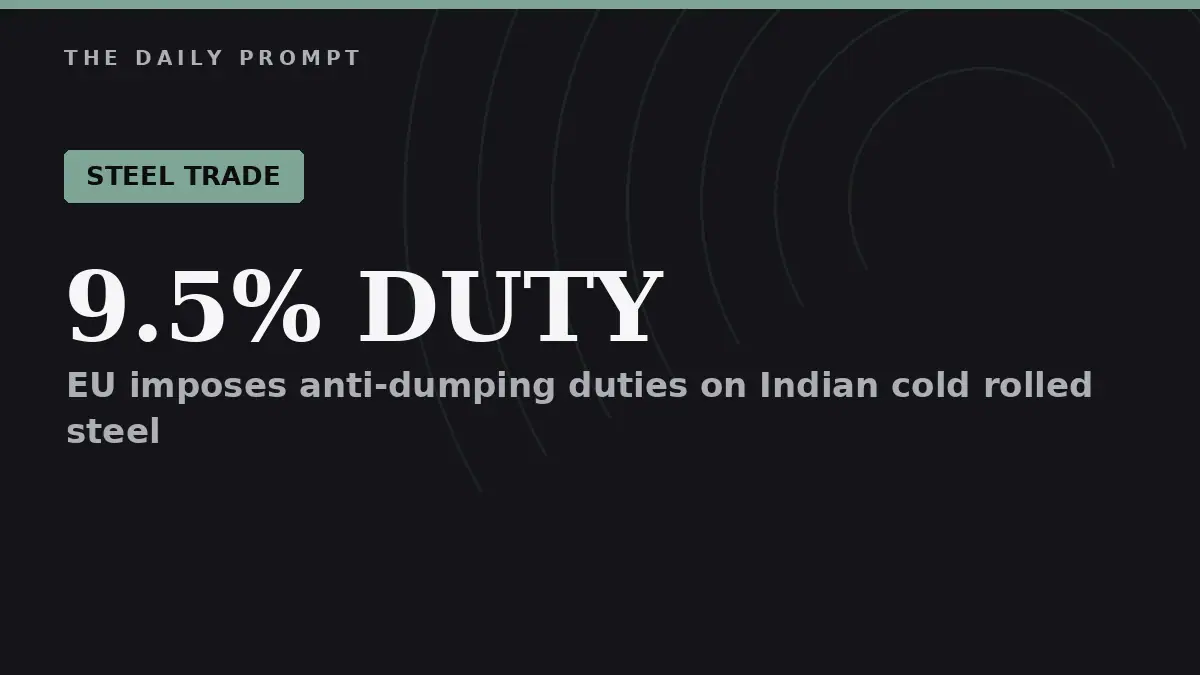 THE DAILY PROMPT
STEEL TRADE
9.5% DUTY
EU imposes anti-dumping duties on Indian cold rolled
steel